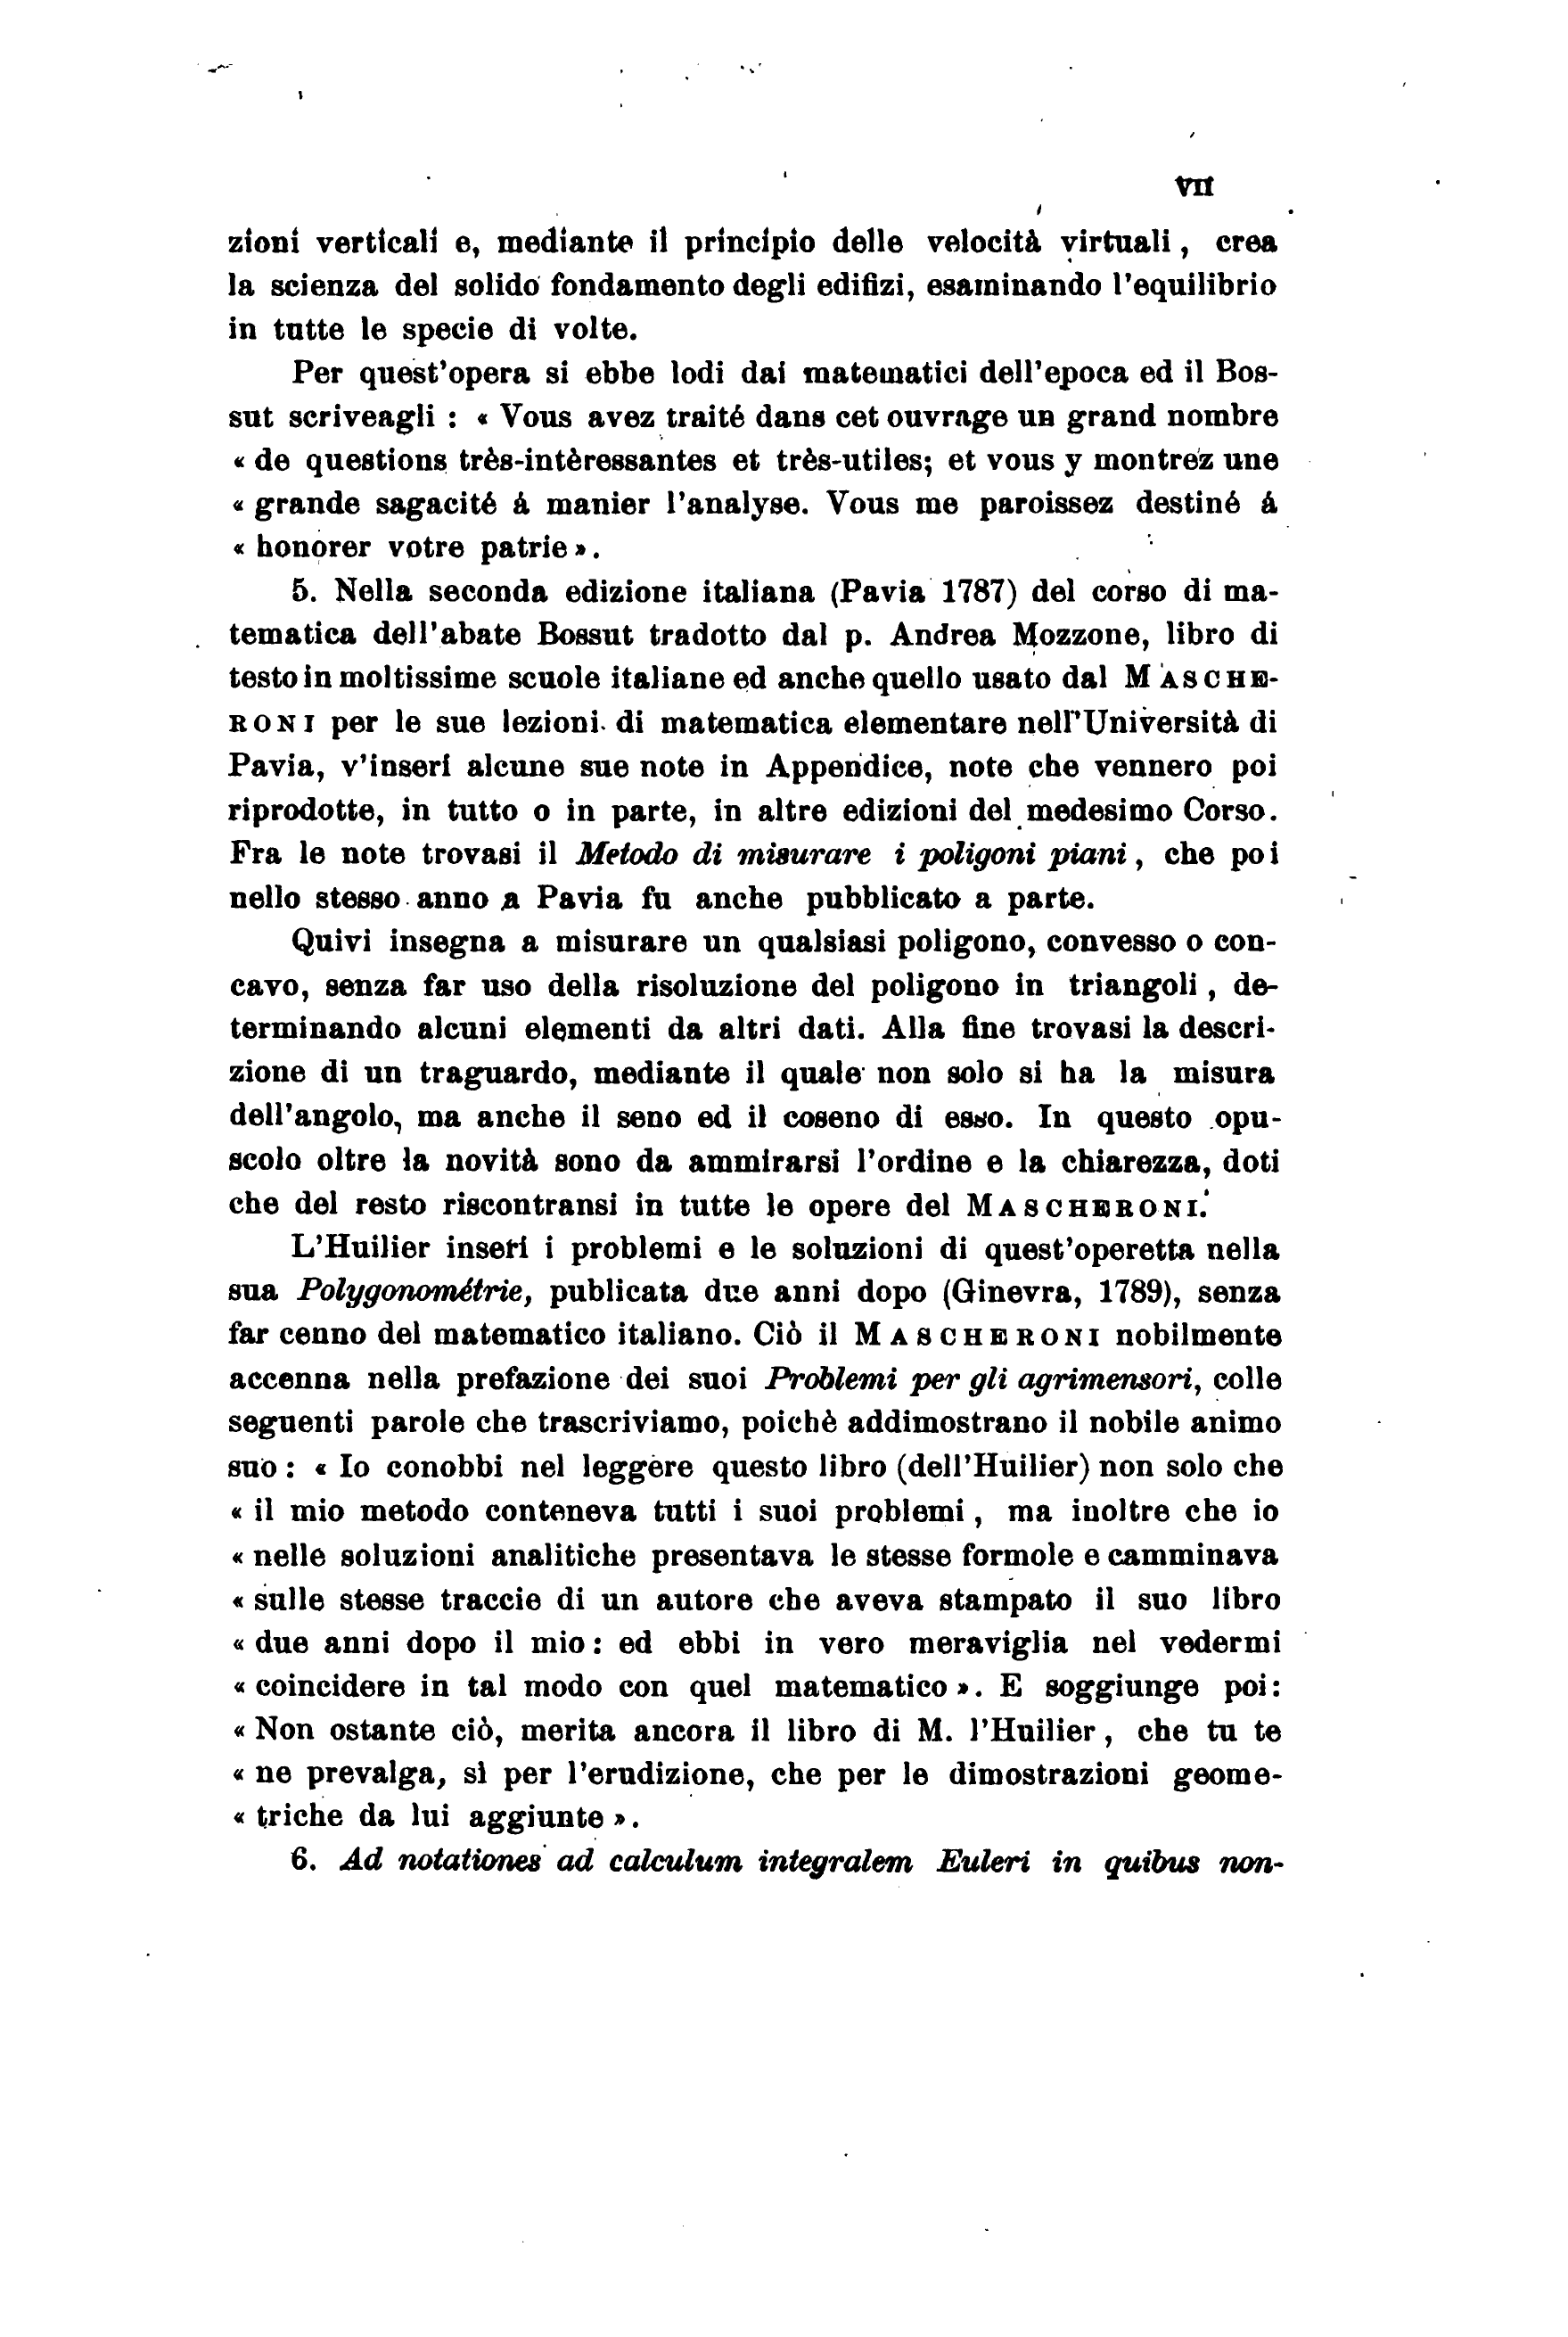 VII
zioni verticali e, mediante il principio delle velocità virtuali, crea
la scienza del solido fondamento degli edifizi, esaminando l'equilibrio
in tutte le specie di volte.
Per quest'opera si ebbe lodi dai matematici dell'epoca ed il Bos-
sut scriveagli : « Vous avez traité dans cet ouvrage un grand nombre
« de questions très-intèressantes et très-utiles; et vous y montrez une
« grande sagacité á manier l'analyse. Vous me paroissez destiné á
« honorer votre patrie ».
5. Nella seconda edizione italiana (Pavia 1787) del corso di ma-
tematica dell'abate Bossut tradotto dal p. Andrea Mozzone, libro di
testo in moltissime scuole italiane ed anche quello usato dal MASCHE-
RONI per le sue lezioni di matematica elementare nell'Università di
Pavia, v'inserí alcune sue note in Appendice, note che vennero poi
riprodotte, in tutto o in parte, in altre edizioni del medesimo Corso.
Fra le note trovasi il Metodo di misurare i poligoni piani, che poi
nello stesso anno a Pavia fu anche pubblicato a parte.
Quivi insegna a misurare un qualsiasi poligono, convesso o con-
cavo, senza far uso della risoluzione del poligono in triangoli, de-
terminando alcuni elementi da altri dati. Alla fine trovasi la descri-
zione di un traguardo, mediante il quale non solo si ha la misura
dell'angolo, ma anche il seno ed il coseno di esso. In questo opu-
scolo oltre la novità sono da ammirarsi l'ordine e la chiarezza, doti
che del resto riscontransi in tutte le opere del MASCHERONI.
L'Huilier inserí i problemi e le soluzioni di quest'operetta nella
sua Polygonométrie, publicata due anni dopo (Ginevra, 1789), senza
far cenno del matematico italiano. Ciò il MASCHERONI nobilmente
accenna nella prefazione dei suoi Problemi per gli agrimensori, colle
seguenti parole che trascriviamo, poichè addimostrano il nobile animo
suo : « Io conobbi nel leggere questo libro (dell'Huilier) non solo che
« il mio metodo conteneva tutti i suoi problemi, ma inoltre che io
« nelle soluzioni analitiche presentava le stesse formole e camminava
« sulle stesse traccie di un autore che aveva stampato il suo libro
« due anni dopo il mio : ed ebbi in vero meraviglia nel vedermi
« coincidere in tal modo con quel matematico ». E soggiunge poi:
« Non ostante ciò, merita ancora il libro di M. l'Huilier, che tu te
« ne prevalga, sì per l'erudizione, che per le dimostrazioni geome-
« triche da lui aggiunte ».
6. Ad notationes ad calculum integralem Euleri in quibus non-